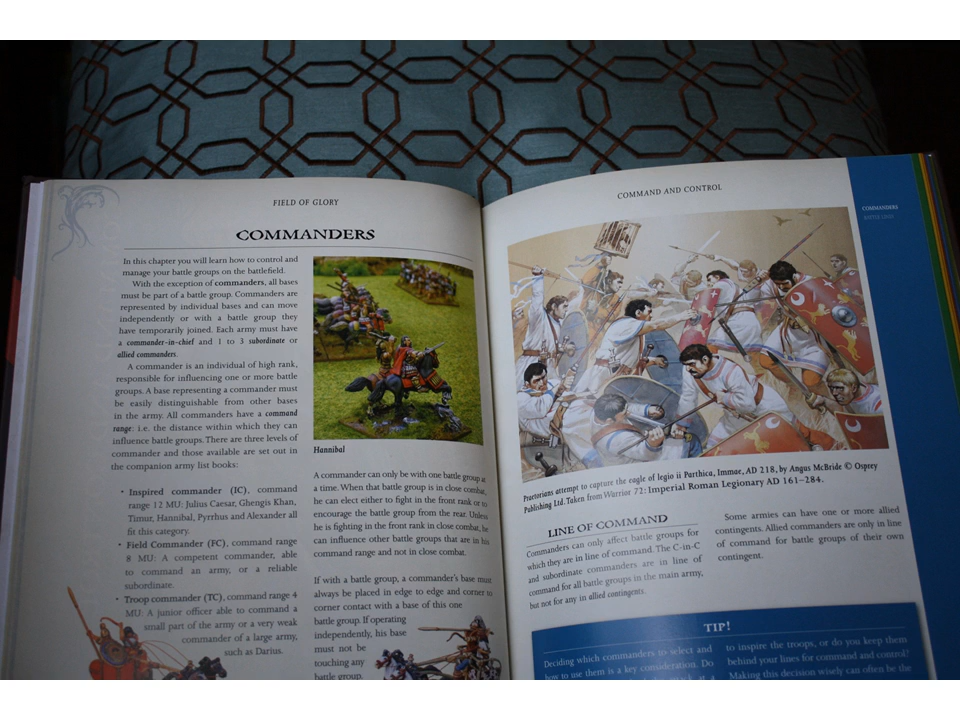 FIELD OF GLORY
COMMANDERS
In this chapter you will learn how to control and
manage your battle groups on the battlefield.
With the exception of commanders, all bases
must be part of a battle group. Commanders are
represented by individual bases and can move
independently or with a battle group they
have temporarily joined. Each army must have
a commander-in-chief and 1 to 3 subordinate or
allied commanders.
A commander is an individual of high rank,
responsible for influencing one or more battle
groups. A base representing a commander must
be easily distinguishable from other bases
in the army. All commanders have a command
range: i.e. the distance within which they can
influence battle groups. There are three levels of
commander and those available are set out in
the companion army list books:
• Inspired commander (IC), command
range 12 MU: Julius Caesar, Ghengis Khan,
Timur, Hannibal, Pyrrhus and Alexander all
fit this category.
• Field Commander (FC), command range
8 MU: A competent commander, able
to command an army, or a reliable
subordinate.
• Troop commander (TC), command range 4
MU: A junior officer able to command a
small part of the army or a very weak
commander of a large army,
such as Darius.
Hannibal
A commander can only be with one battle group at
a time. When that battle group is in close combat,
he can elect either to fight in the front rank or to
encourage the battle group from the rear. Unless
he is fighting in the front rank in close combat, he
can influence other battle groups that are in his
command range and not in close combat.
If with a battle group, a commander's base must
always be placed in edge to edge and corner to
corner contact with a base of this one
battle group. If operating
independently, his base
must not be
touching any
battle group.
COMMAND AND CONTROL
COMMANDERS
BATTLE LINES
Praetorians attempt to capture the eagle of legio ii Parthica, Immae, AD 218, by Angus McBride © Osprey
Publishing Ltd. Taken from Warrior 72: Imperial Roman Legionary AD 161–284.
LINE OF COMMAND
Commanders can only affect battle groups for
which they are in line of command. The C-in-C
and subordinate commanders are in line of
command for all battle groups in the main army,
but not for any in allied contingents.
Some armies can have one or more allied
contingents. Allied commanders are only in line
of command for battle groups of their own
contingent.
TIP!
Deciding which commanders to select and
how to use them is a key consideration. Do
to inspire the troops, or do you keep them
behind your lines for command and control?
Making this decision wisely can often be the